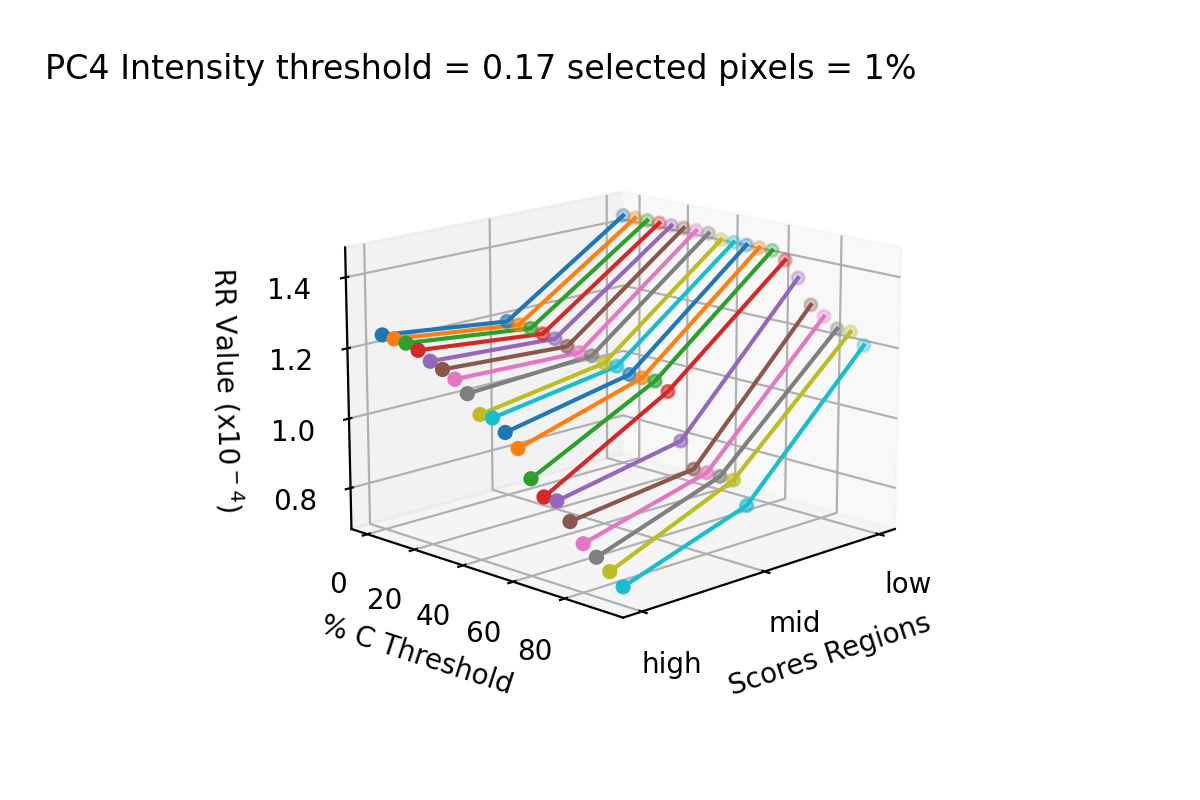 PC4 Intensity threshold = 0.17 selected pixels = 1%
RR Value (x10⁻⁴)
1.4
1.2
1.0
0.8
0
20
40
60
80
% C Threshold
high
mid
low
Scores Regions